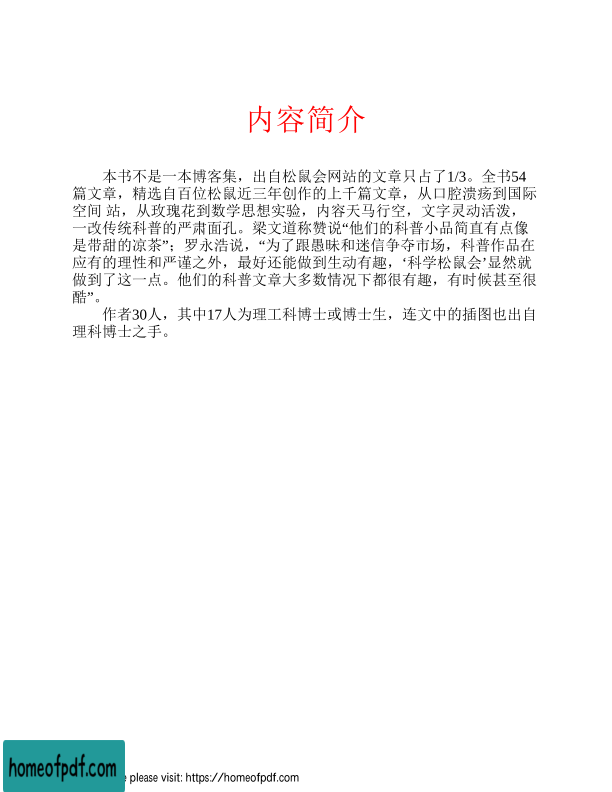 内容简介
本书不是一本博客集，出自松鼠会网站的文章只占了1/3。全书54
篇文章，精选自百位松鼠近三年创作的上千篇文章，从口腔溃疡到国际
空间 站，从玫瑰花到数学思想实验，内容天马行空，文字灵动活泼，
一改传统科普的严肃面孔。梁文道称赞说“他们的科普小品简直有点像
是带甜的凉茶”；罗永浩说，“为了跟愚昧和迷信争夺市场，科普作品在
应有的理性和严谨之外，最好还能做到生动有趣，‘科学松鼠会’显然就
做到了这一点。他们的科普文章大多数情况下都很有趣，有时候甚至很
酷”。
作者30人，其中17人为理工科博士或博士生，连文中的插图也出自
理科博士之手。
homeofpdf.com
e please visit: https://homeofpdf.com